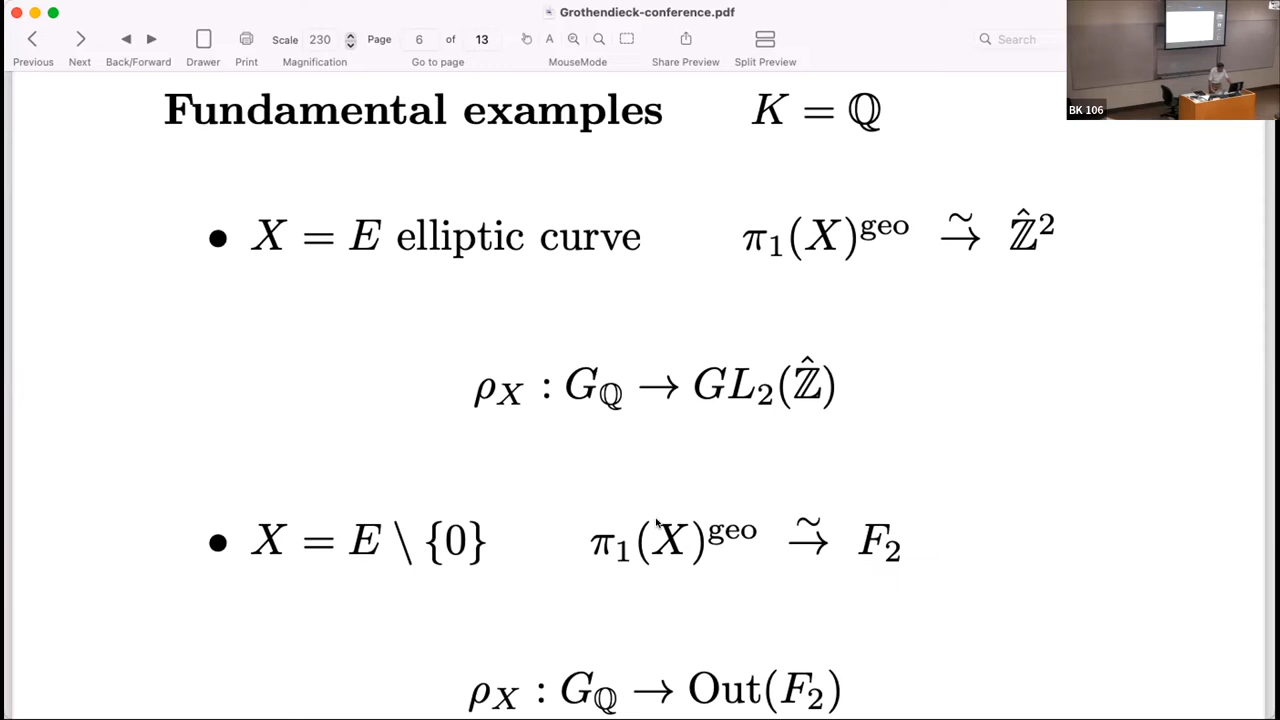 Grothendieck-conference.pdf
Scale 230 Page 6 of 13 Search
Previous Next Back/Forward Drawer Print Magnification Go to page MouseMode Share Preview Split Preview
BK 106
Fundamental examples K = ℚ
• X = E elliptic curve π₁(X)^geo →̃ Ẑ²
ρ_X : G_ℚ → GL₂(Ẑ)
• X = E \ {0} π₁(X)^geo →̃ F₂
ρ_X : G_ℚ → Out(F₂)